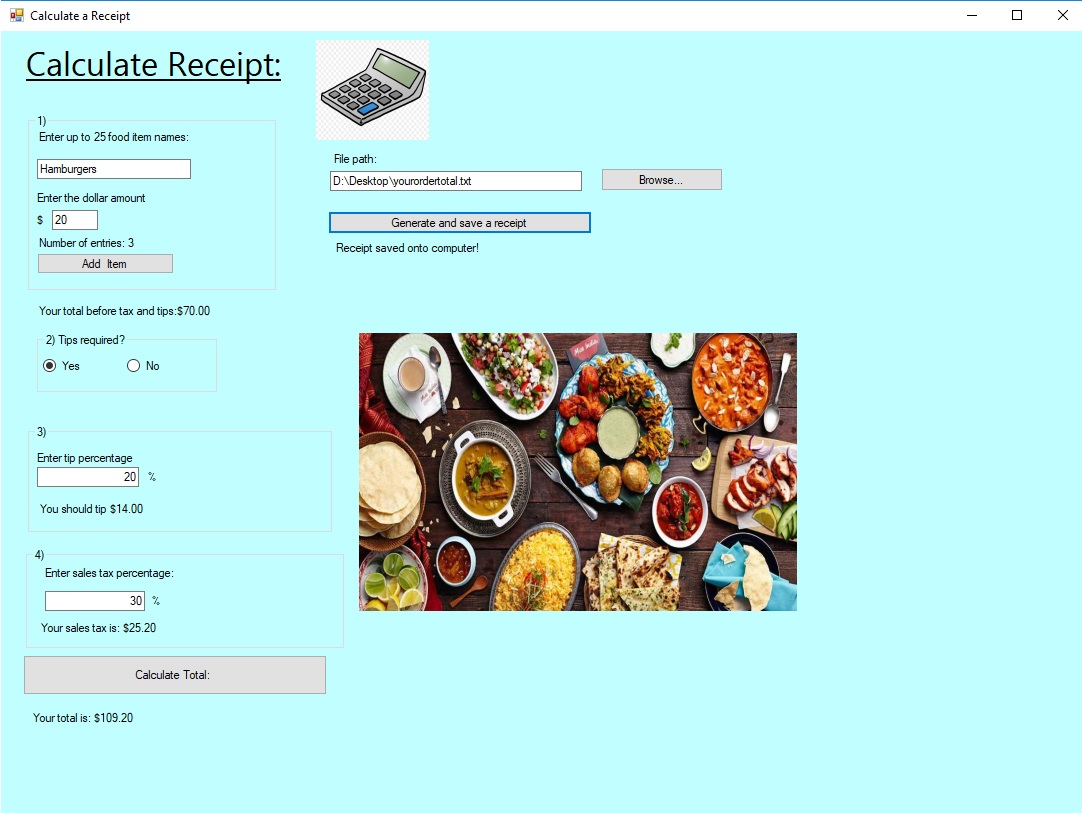 Calculate a Receipt
Calculate Receipt:
1)
Enter up to 25 food item names:
Hamburgers
Enter the dollar amount
$ 20
Number of entries: 3
Add Item
Your total before tax and tips:$70.00
2) Tips required?
Yes No
3)
Enter tip percentage
20 %
You should tip $14.00
4)
Enter sales tax percentage:
30 %
Your sales tax is: $25.20
Calculate Total:
Your total is: $109.20
File path:
D:\Desktop\yourordertotal.txt Browse...
Generate and save a receipt
Receipt saved onto computer!